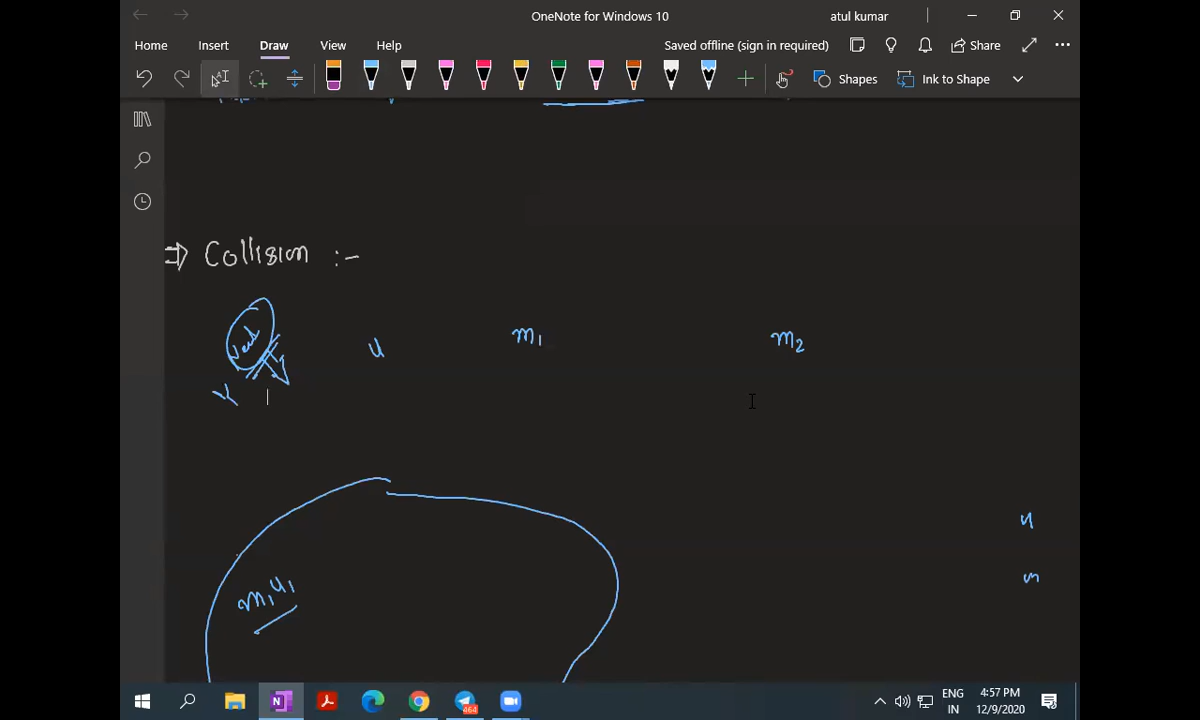 OneNote for Windows 10
atul kumar
Home Insert Draw View Help
Saved offline (sign in required)
Share
Shapes
Ink to Shape
⇒ Collision :-
u m₁ m₂
u
m₁u₁
m
464
ENG
IN
4:57 PM
12/9/2020